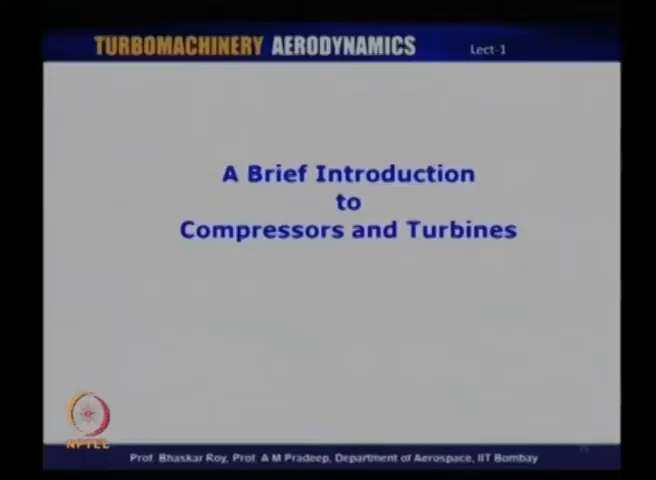 TURBOMACHINERY AERODYNAMICS Lect-1
A Brief Introduction
to
Compressors and Turbines
NPTEL
Prof Bhaskar Roy, Prof A M Pradeep, Department of Aerospace, IIT Bombay